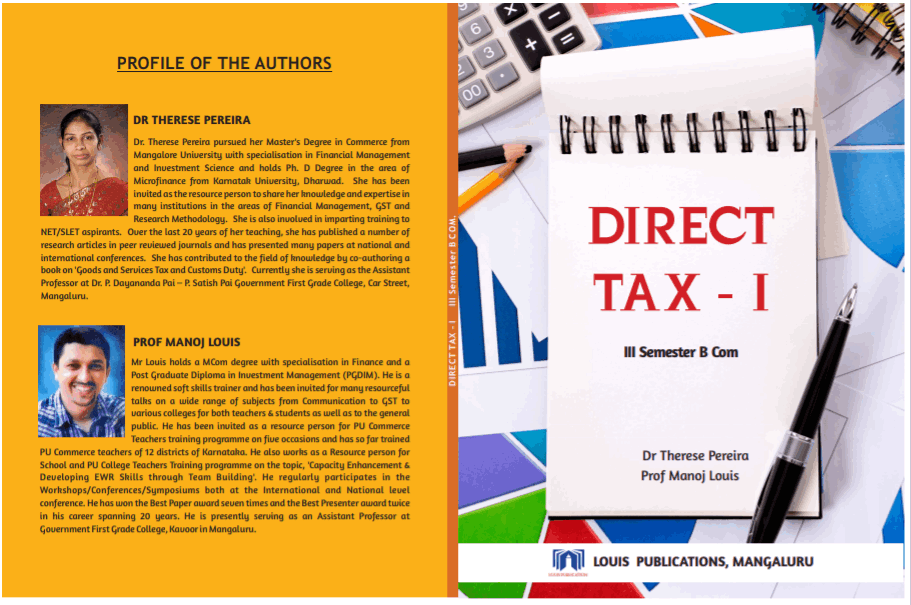 PROFILE OF THE AUTHORS
DR THERESE PEREIRA
Dr. Therese Pereira pursued her Master's Degree in Commerce from
Mangalore University with specialisation in Financial Management
and Investment Science and holds Ph. D Degree in the area of
Microfinance from Karnatak University, Dharwad. She has been
invited as the resource person to share her knowledge and expertise in
many institutions in the areas of Financial Management, GST and
Research Methodology. She is also involved in imparting training to
NET/SLET aspirants. Over the last 20 years of her teaching, she has published a number of
research articles in peer reviewed journals and has presented many papers at national and
international conferences. She has contributed to the field of knowledge by co-authoring a
book on 'Goods and Services Tax and Customs Duty'. Currently she is serving as the Assistant
Professor at Dr. P. Dayananda Pai – P. Satish Pai Government First Grade College, Car Street,
Mangaluru.
PROF MANOJ LOUIS
Mr Louis holds a MCom degree with specialisation in Finance and a
Post Graduate Diploma in Investment Management (PGDIM). He is a
renowned soft skills trainer and has been invited for many resourceful
talks on a wide range of subjects from Communication to GST to
various colleges for both teachers & students as well as to the general
public. He has been invited as a resource person for PU Commerce
Teachers training programme on five occasions and has so far trained
PU Commerce teachers of 12 districts of Karnataka. He also works as a Resource person for
School and PU College Teachers Training programme on the topic, 'Capacity Enhancement &
Developing EWR Skills through Team Building'. He regularly participates in the
Workshops/Conferences/Symposiums both at the International and National level
conference. He has won the Best Paper award seven times and the Best Presenter award twice
in his career spanning 20 years. He is presently serving as an Assistant Professor at
Government First Grade College, Kavoor in Mangaluru.
DIRECT TAX - I III Semester B COM.
6
3
00
+
=
DIRECT
TAX - I
III Semester B Com
Dr Therese Pereira
Prof Manoj Louis
LOUIS PUBLICATIONS, MANGALURU